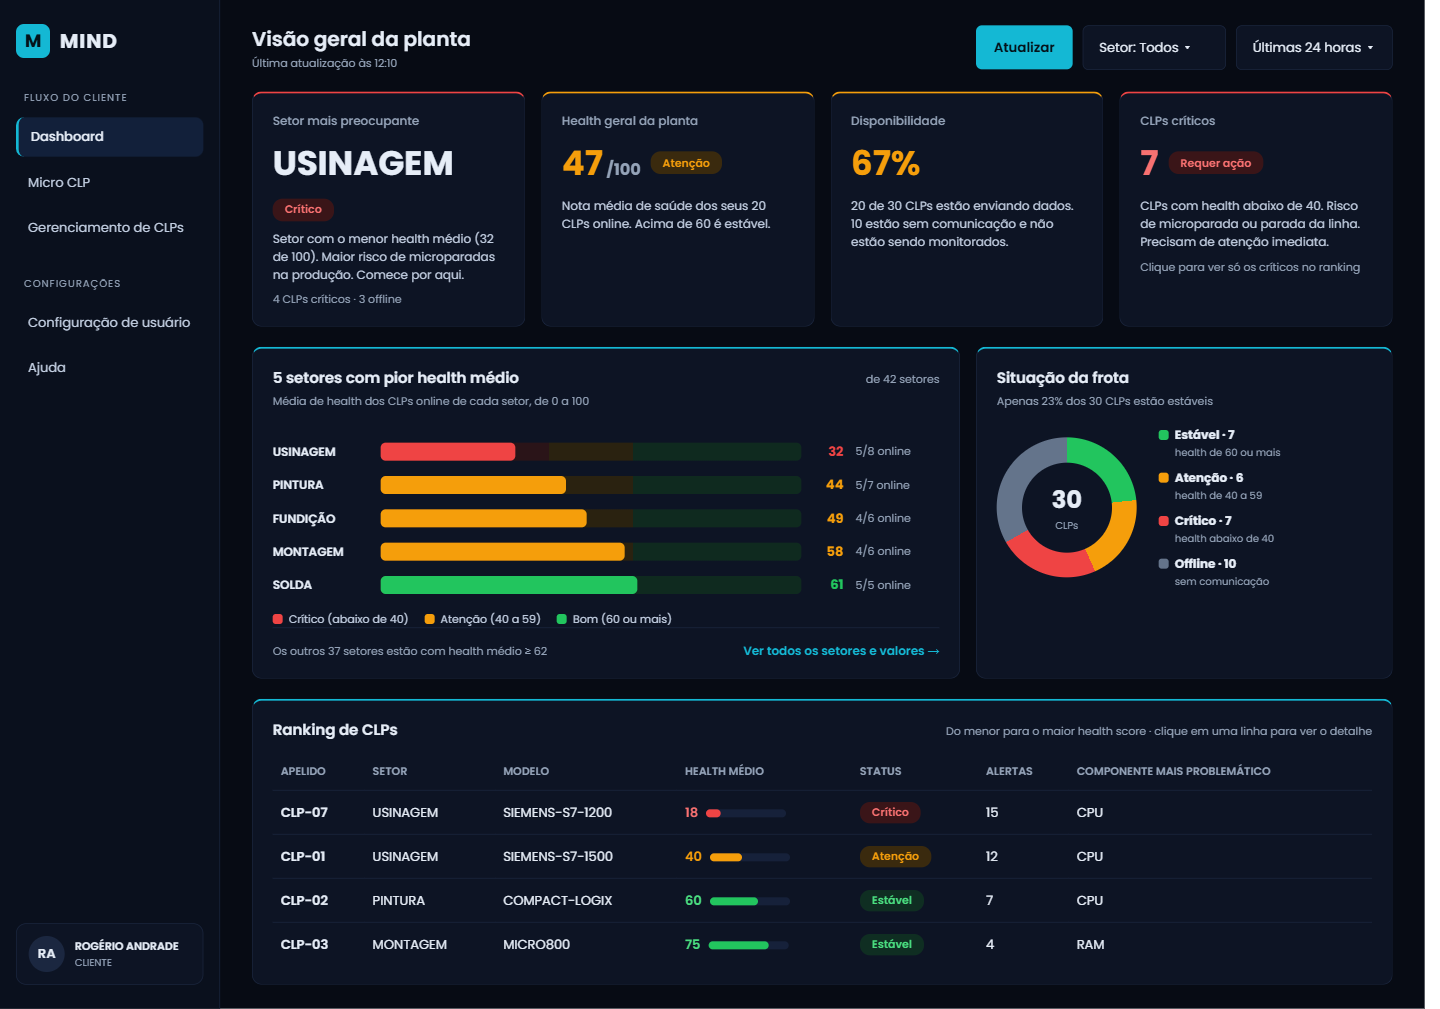 M MIND
FLUXO DO CLIENTE
Dashboard
Micro CLP
Gerenciamento de CLPs
CONFIGURAÇÕES
Configuração de usuário
Ajuda
RA
ROGÉRIO ANDRADE
CLIENTE
Visão geral da planta
Última atualização às 12:10
Atualizar
Setor: Todos
Últimas 24 horas
Setor mais preocupante
USINAGEM
Crítico
Setor com o menor health médio (32
de 100). Maior risco de microparadas
na produção. Comece por aqui.
4 CLPs críticos · 3 offline
Health geral da planta
47 /100 Atenção
Nota média de saúde dos seus 20
CLPs online. Acima de 60 é estável.
Disponibilidade
67%
20 de 30 CLPs estão enviando dados.
10 estão sem comunicação e não
estão sendo monitorados.
CLPs críticos
7 Requer ação
CLPs com health abaixo de 40. Risco
de microparada ou parada da linha.
Precisam de atenção imediata.
Clique para ver só os críticos no ranking
5 setores com pior health médio
de 42 setores
Média de health dos CLPs online de cada setor, de 0 a 100
USINAGEM 32 5/8 online
PINTURA 44 5/7 online
FUNDIÇÃO 49 4/6 online
MONTAGEM 58 4/6 online
SOLDA 61 5/5 online
Crítico (abaixo de 40) Atenção (40 a 59) Bom (60 ou mais)
Os outros 37 setores estão com health médio ≥ 62
Ver todos os setores e valores →
Situação da frota
Apenas 23% dos 30 CLPs estão estáveis
30
CLPs
Estável · 7
health de 60 ou mais
Atenção · 6
health de 40 a 59
Crítico · 7
health abaixo de 40
Offline · 10
sem comunicação
Ranking de CLPs
Do menor para o maior health score · clique em uma linha para ver o detalhe
APELIDO SETOR MODELO HEALTH MÉDIO STATUS ALERTAS COMPONENTE MAIS PROBLEMÁTICO
CLP-07 USINAGEM SIEMENS-S7-1200 18 Crítico 15 CPU
CLP-01 USINAGEM SIEMENS-S7-1500 40 Atenção 12 CPU
CLP-02 PINTURA COMPACT-LOGIX 60 Estável 7 CPU
CLP-03 MONTAGEM MICRO800 75 Estável 4 RAM